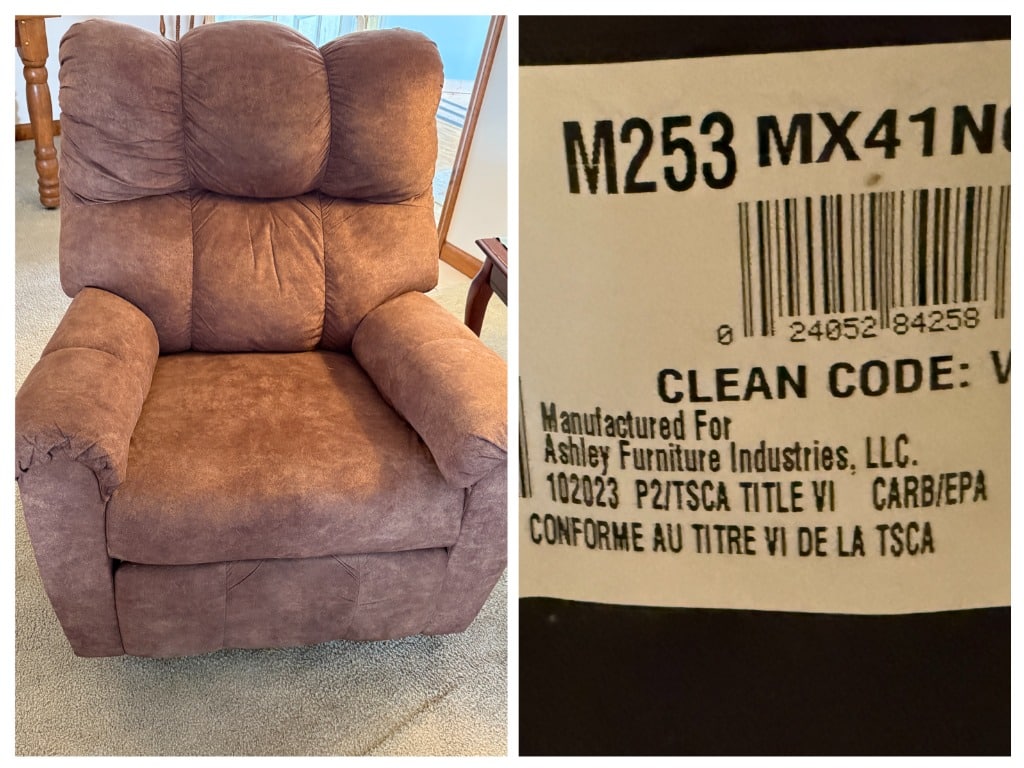 M253 MX41N
0 24052 84258
CLEAN CODE:
Manufactured For
Ashley Furniture Industries, LLC.
102023 P2/TSCA TITLE VI CARB/EPA
CONFORME AU TITRE VI DE LA TSCA